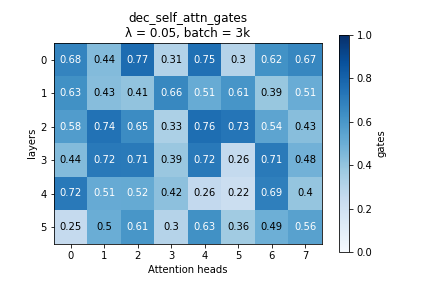 dec_self_attn_gates
λ = 0.05, batch = 3k
layers
0 0.68 0.44 0.77 0.31 0.75 0.3 0.62 0.67
1 0.63 0.43 0.41 0.66 0.51 0.61 0.39 0.51
2 0.58 0.74 0.65 0.33 0.76 0.73 0.54 0.43
3 0.44 0.72 0.71 0.39 0.72 0.26 0.71 0.48
4 0.72 0.51 0.52 0.42 0.26 0.22 0.69 0.4
5 0.25 0.5 0.61 0.3 0.63 0.36 0.49 0.56
0 1 2 3 4 5 6 7
Attention heads
1.0
0.8
0.6
0.4
0.2
0.0
gates